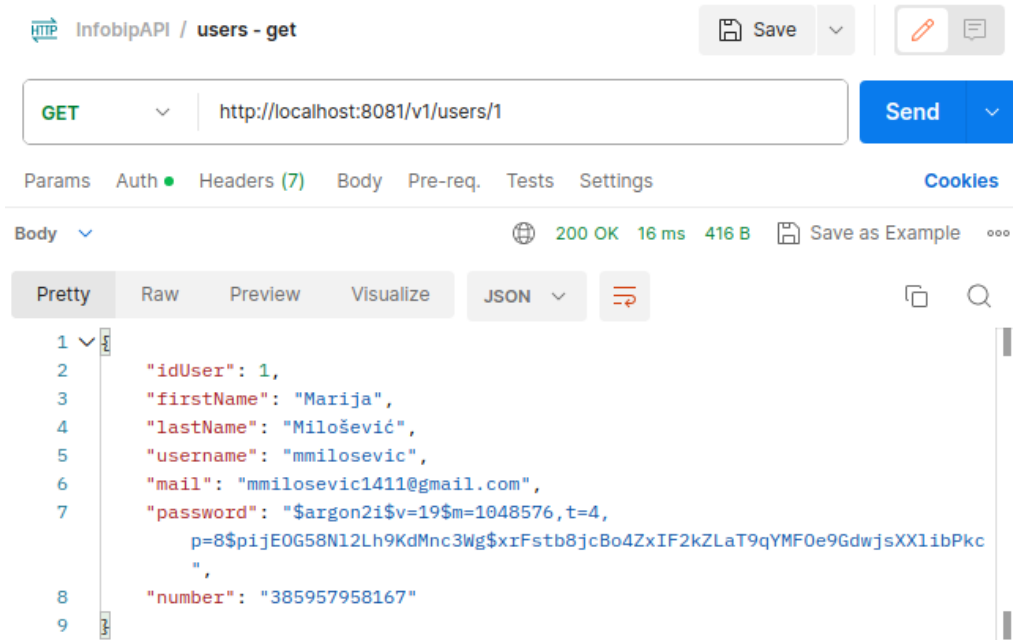 HTTP InfobipAPI / users - get Save
GET http://localhost:8081/v1/users/1 Send
Params Auth Headers (7) Body Pre-req. Tests Settings Cookies
Body 200 OK 16 ms 416 B Save as Example
Pretty Raw Preview Visualize JSON
1 {
2 "idUser": 1,
3 "firstName": "Marija",
4 "lastName": "Milošević",
5 "username": "mmilosevic",
6 "mail": "mmilosevic1411@gmail.com",
7 "password": "$argon2i$v=19$m=1048576,t=4,
p=8$pijEOG58Nl2Lh9KdMnc3Wg$xrFstb8jcBo4ZxIF2kZLaT9qYMFOe9GdwjsXXlibPkc
",
8 "number": "385957958167"
9 }